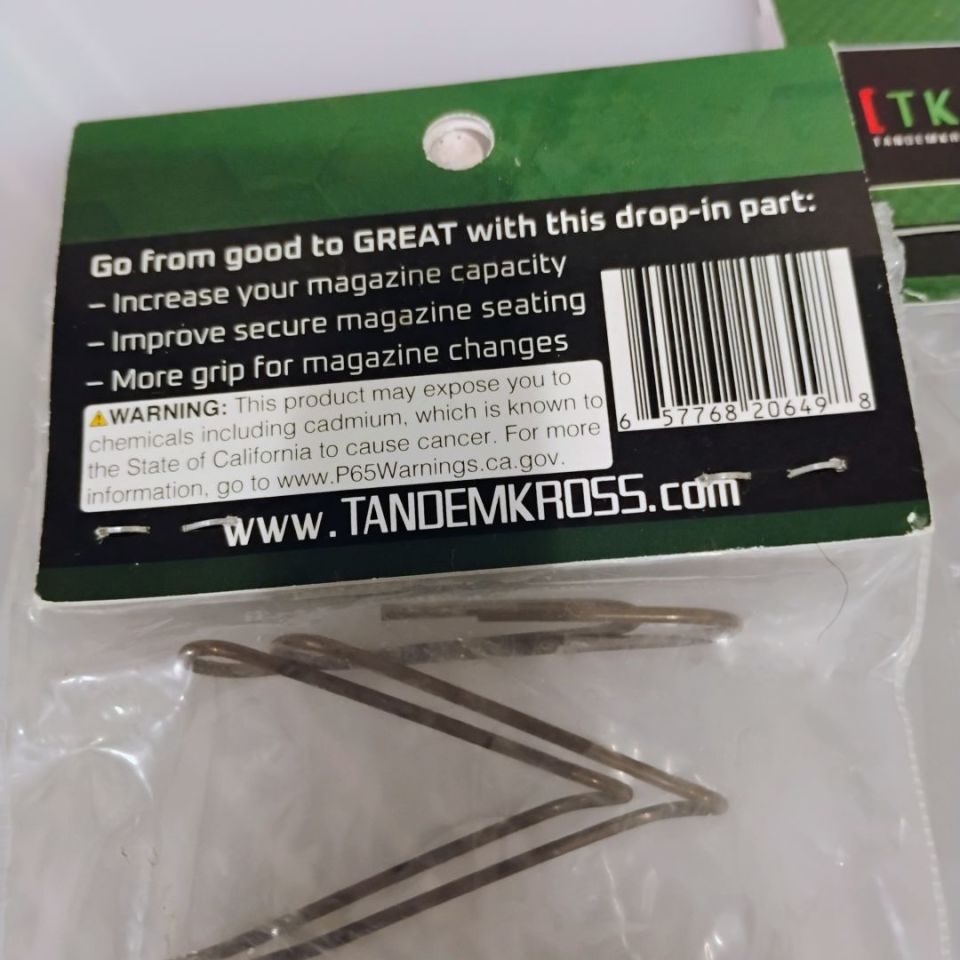 Go from good to GREAT with this drop-in part:
– Increase your magazine capacity
– Improve secure magazine seating
– More grip for magazine changes
WARNING: This product may expose you to
chemicals including cadmium, which is known to
the State of California to cause cancer. For more
information, go to www.P65Warnings.ca.gov.
6 57768 20649 8
www.TANDEMKROSS.com
[TK